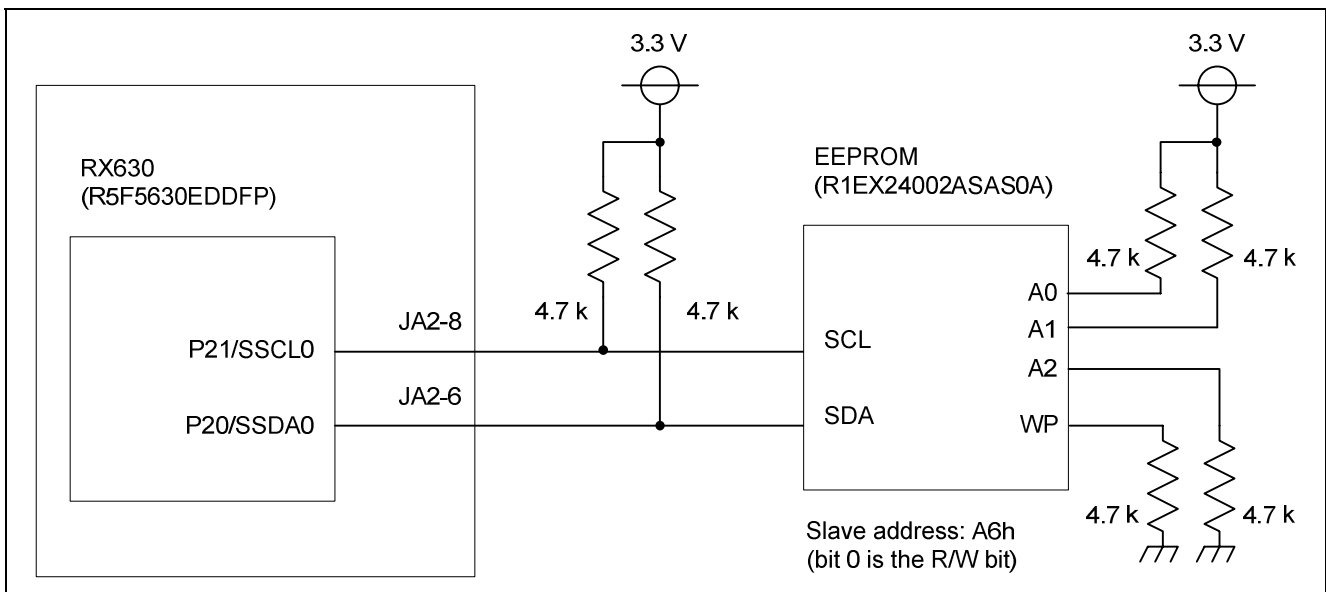 3.3 V
3.3 V
RX630
(R5F5630EDDFP)
EEPROM
(R1EX24002ASAS0A)
4.7 k
4.7 k
4.7 k
4.7 k
P21/SSCL0
JA2-8
SCL
A0
A1
A2
P20/SSDA0
JA2-6
SDA
WP
4.7 k
4.7 k
Slave address: A6h
(bit 0 is the R/W bit)